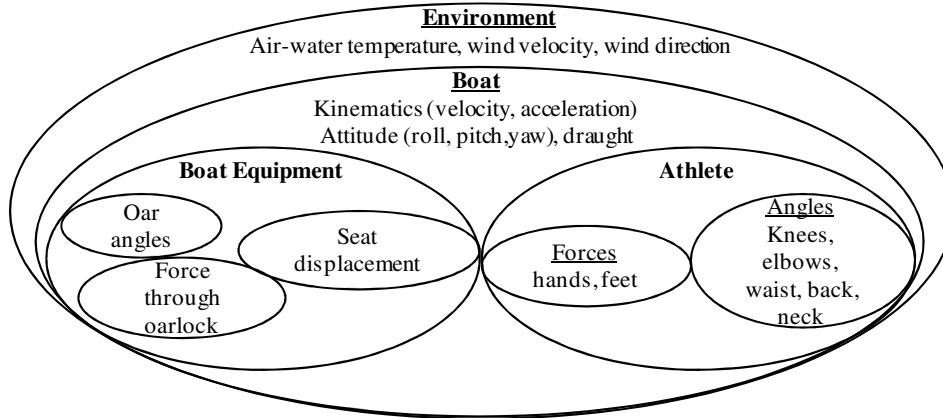 Environment
Air-water temperature, wind velocity, wind direction
Boat
Kinematics (velocity, acceleration)
Attitude (roll, pitch,yaw), draught
Boat Equipment
Oar
angles
Seat
displacement
Force
through
oarlock
Athlete
Forces
hands, feet
Angles
Knees,
elbows,
waist, back,
neck